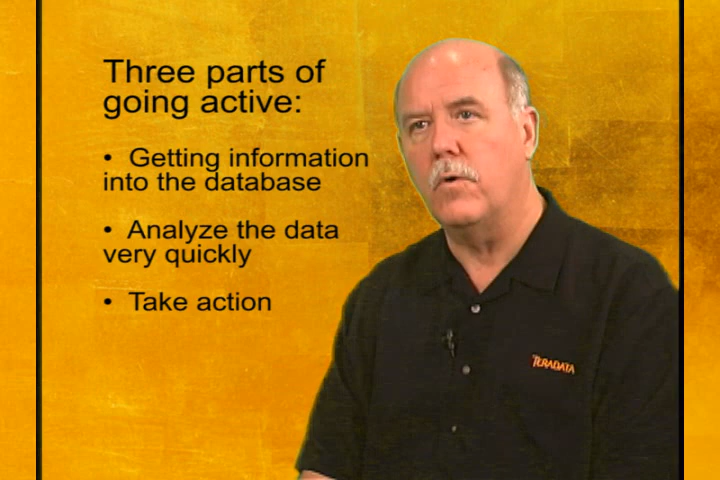 Three parts of
going active:
• Getting information
into the database
• Analyze the data
very quickly
• Take action
TERADATA